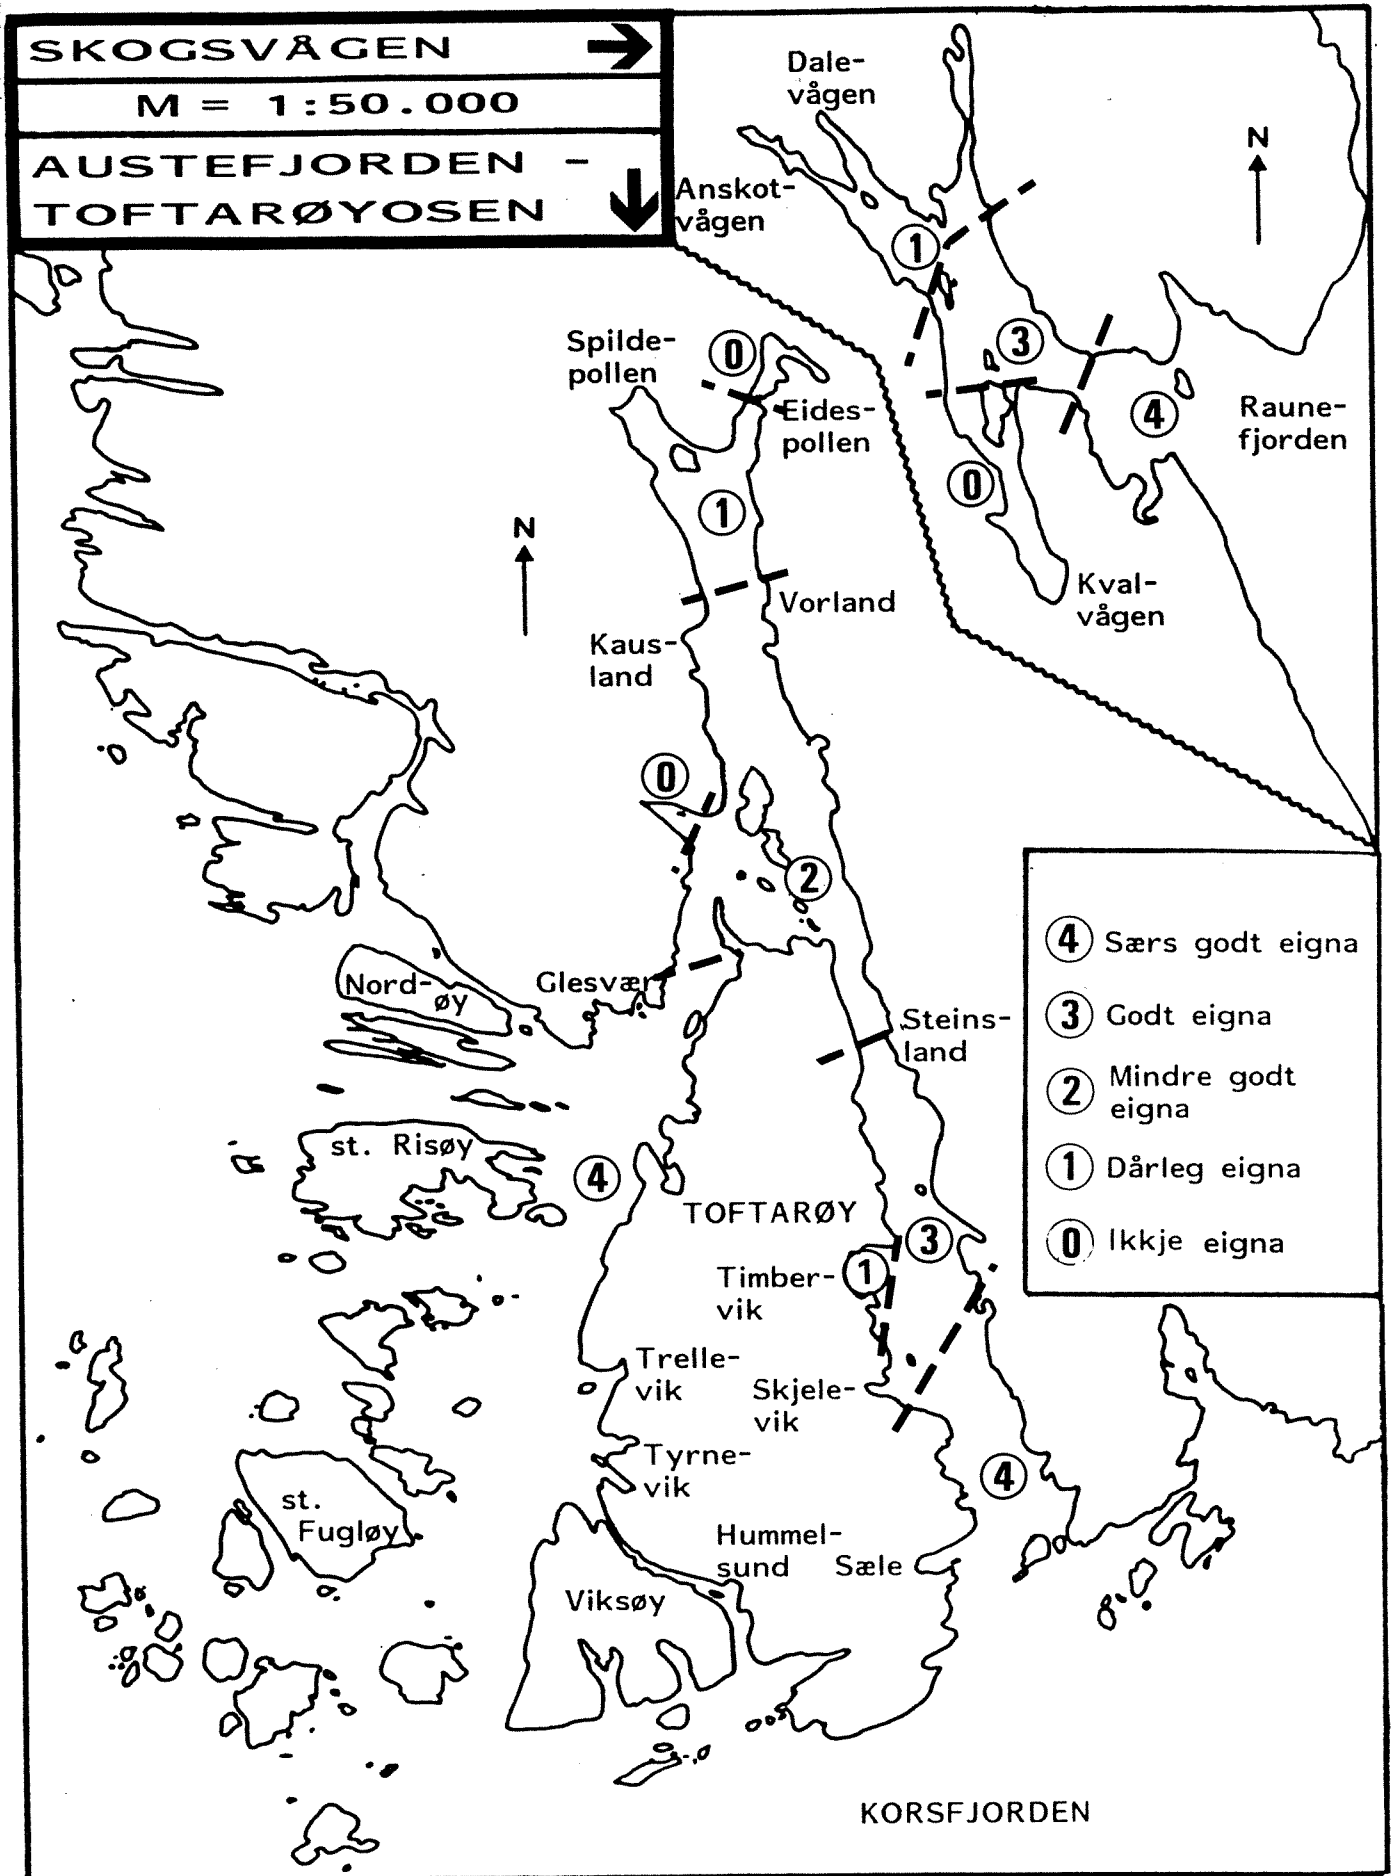 SKOGSVÅGEN
M = 1:50.000
AUSTEFJORDEN -
TOFTARØYOSEN
Dale-
vågen
N
Anskot-
vågen
1
3
4
Raune-
fjorden
0
Kval-
vågen
Spilde-
pollen
0
Eides-
pollen
1
N
Vorland
Kaus-
land
0
2
Nord-
øy
Glesvær
Steins-
land
st. Risøy
4
TOFTARØY
3
Timber-
vik
1
Trelle-
vik
Skjele-
vik
Tyrne-
vik
4
st.
Fugløy
Hummel-
sund
Sæle
Viksøy
KORSFJORDEN
4 Særs godt eigna
3 Godt eigna
2 Mindre godt
eigna
1 Dårleg eigna
0 Ikkje eigna